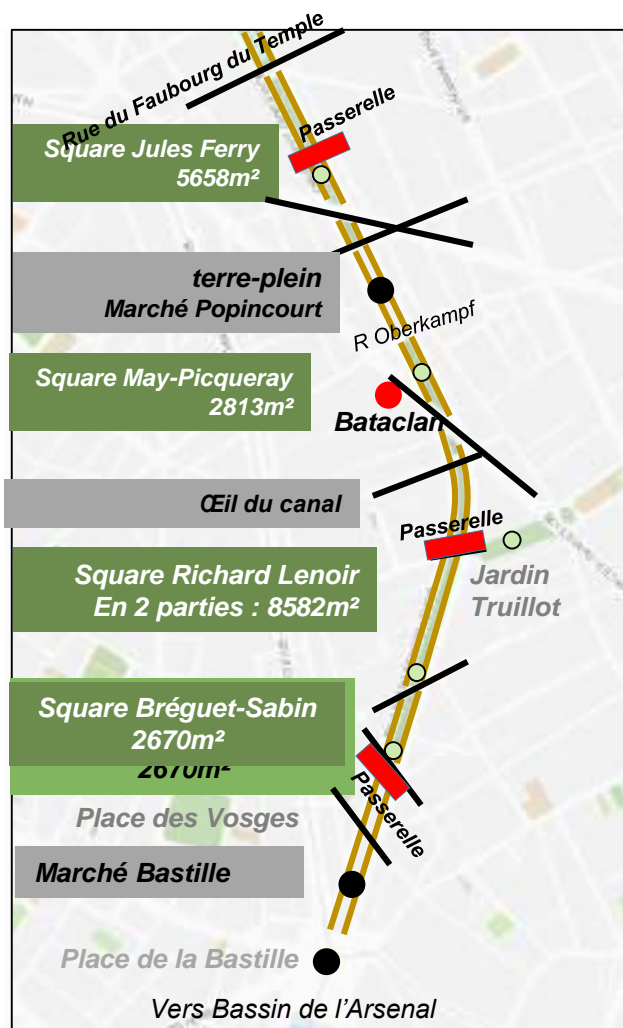 Rue du Faubourg du Temple
Passerelle
Square Jules Ferry
5658m²
terre-plein
Marché Popincourt
R Oberkampf
Square May-Picqueray
2813m²
Bataclan
Œil du canal
Passerelle
Square Richard Lenoir
En 2 parties : 8582m²
Jardin
Truillot
Square Bréguet-Sabin
2670m²
2670m²
Passerelle
Place des Vosges
Marché Bastille
Place de la Bastille
Vers Bassin de l’Arsenal